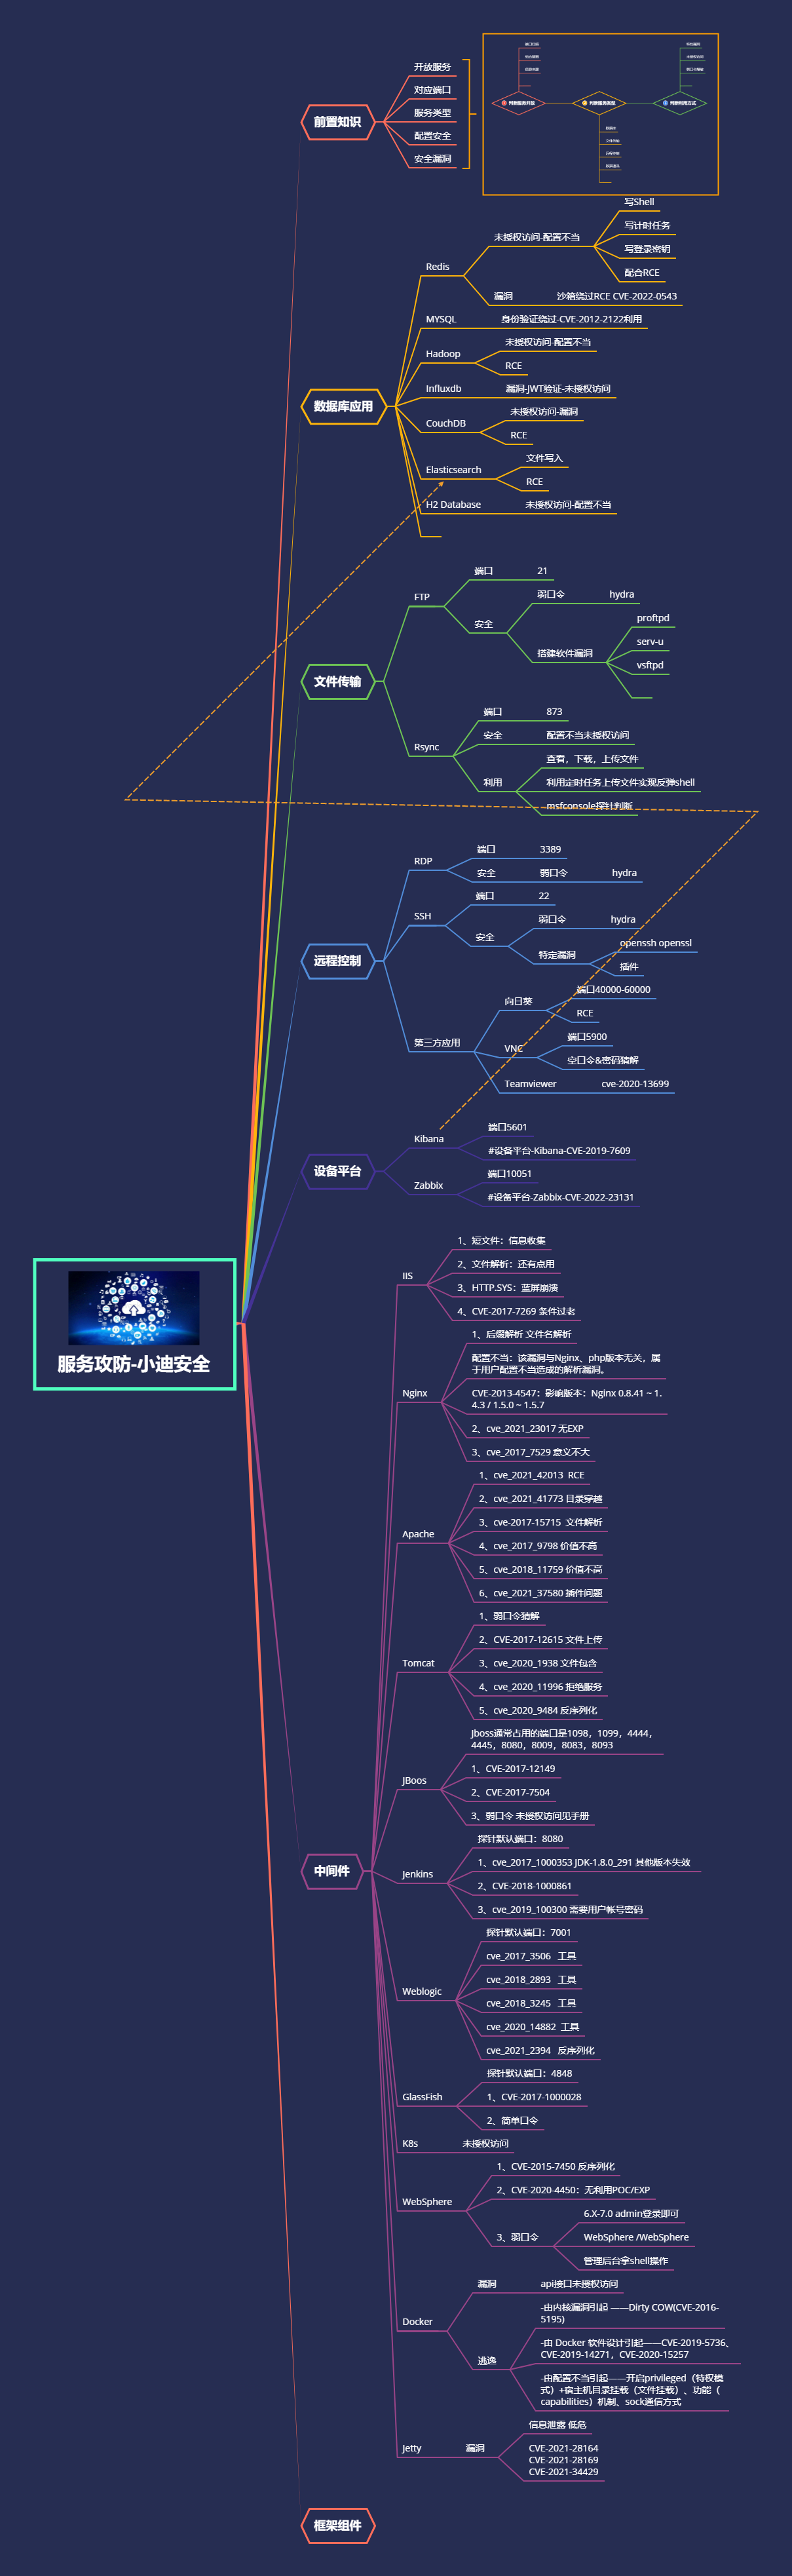 服务攻防-小迪安全
前置知识
开放服务
对应端口
服务类型
配置安全
安全漏洞
判断服务开放
判断服务类型
判断利用方式
数据库应用
Redis
未授权访问-配置不当
写Shell
写计时任务
写登录密钥
配合RCE
漏洞
沙箱绕过RCE CVE-2022-0543
MYSQL
身份验证绕过-CVE-2012-2122利用
Hadoop
未授权访问-配置不当
RCE
Influxdb
漏洞-JWT验证-未授权访问
CouchDB
未授权访问-漏洞
RCE
Elasticsearch
文件写入
RCE
H2 Database
未授权访问-配置不当
文件传输
FTP
端口
21
安全
弱口令
hydra
搭建软件漏洞
proftpd
serv-u
vsftpd
Rsync
端口
873
安全
配置不当未授权访问
利用
查看，下载，上传文件
利用定时任务上传文件实现反弹shell
msfconsole探针判断
远程控制
RDP
端口
3389
安全
弱口令
hydra
SSH
端口
22
安全
弱口令
hydra
特定漏洞
openssh openssl
插件
第三方应用
向日葵
端口40000-60000
RCE
VNC
端口5900
空口令&密码猜解
Teamviewer
cve-2020-13699
设备平台
Kibana
端口5601
#设备平台-Kibana-CVE-2019-7609
Zabbix
端口10051
#设备平台-Zabbix-CVE-2022-23131
中间件
IIS
1、短文件：信息收集
2、文件解析：还有点用
3、HTTP.SYS：蓝屏崩溃
4、CVE-2017-7269 条件过老
Nginx
1、后缀解析 文件名解析
配置不当：该漏洞与Nginx、php版本无关，属
于用户配置不当造成的解析漏洞。
CVE-2013-4547：影响版本：Nginx 0.8.41 ~ 1.
4.3 / 1.5.0 ~ 1.5.7
2、cve_2021_23017 无EXP
3、cve_2017_7529 意义不大
Apache
1、cve_2021_42013 RCE
2、cve_2021_41773 目录穿越
3、cve-2017-15715 文件解析
4、cve_2017_9798 价值不高
5、cve_2018_11759 价值不高
6、cve_2021_37580 插件问题
Tomcat
1、弱口令猜解
2、CVE-2017-12615 文件上传
3、cve_2020_1938 文件包含
4、cve_2020_11996 拒绝服务
5、cve_2020_9484 反序列化
JBoos
Jboss通常占用的端口是1098，1099，4444，
4445，8080，8009，8083，8093
1、CVE-2017-12149
2、CVE-2017-7504
3、弱口令 未授权访问见手册
Jenkins
探针默认端口：8080
1、cve_2017_1000353 JDK-1.8.0_291 其他版本失效
2、CVE-2018-1000861
3、cve_2019_100300 需要用户帐号密码
Weblogic
探针默认端口：7001
cve_2017_3506 工具
cve_2018_2893 工具
cve_2018_3245 工具
cve_2020_14882 工具
cve_2021_2394 反序列化
GlassFish
探针默认端口：4848
1、CVE-2017-1000028
2、简单口令
K8s
未授权访问
WebSphere
1、CVE-2015-7450 反序列化
2、CVE-2020-4450：无利用POC/EXP
3、弱口令
6.X-7.0 admin登录即可
WebSphere /WebSphere
管理后台拿shell操作
Docker
漏洞
api接口未授权访问
逃逸
-由内核漏洞引起 ——Dirty COW(CVE-2016-
5195)
-由 Docker 软件设计引起——CVE-2019-5736、
CVE-2019-14271，CVE-2020-15257
-由配置不当引起——开启privileged（特权模
式）+宿主机目录挂载（文件挂载）、功能（
capabilities）机制、sock通信方式
Jetty
漏洞
信息泄露 低危
CVE-2021-28164
CVE-2021-28169
CVE-2021-34429
框架组件